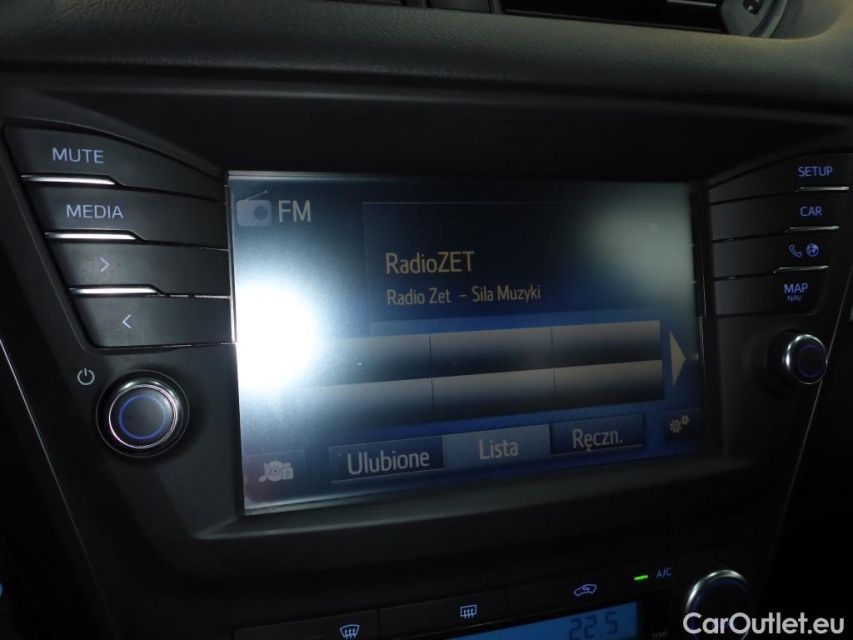 MUTE
MEDIA
>
<
FM
RadioZET
Radio Zet - Sila Muzyki
Ulubione
Lista
Ręczn.
SETUP
CAR
MAP
NAV
A/C
22.5
CarOutlet.eu